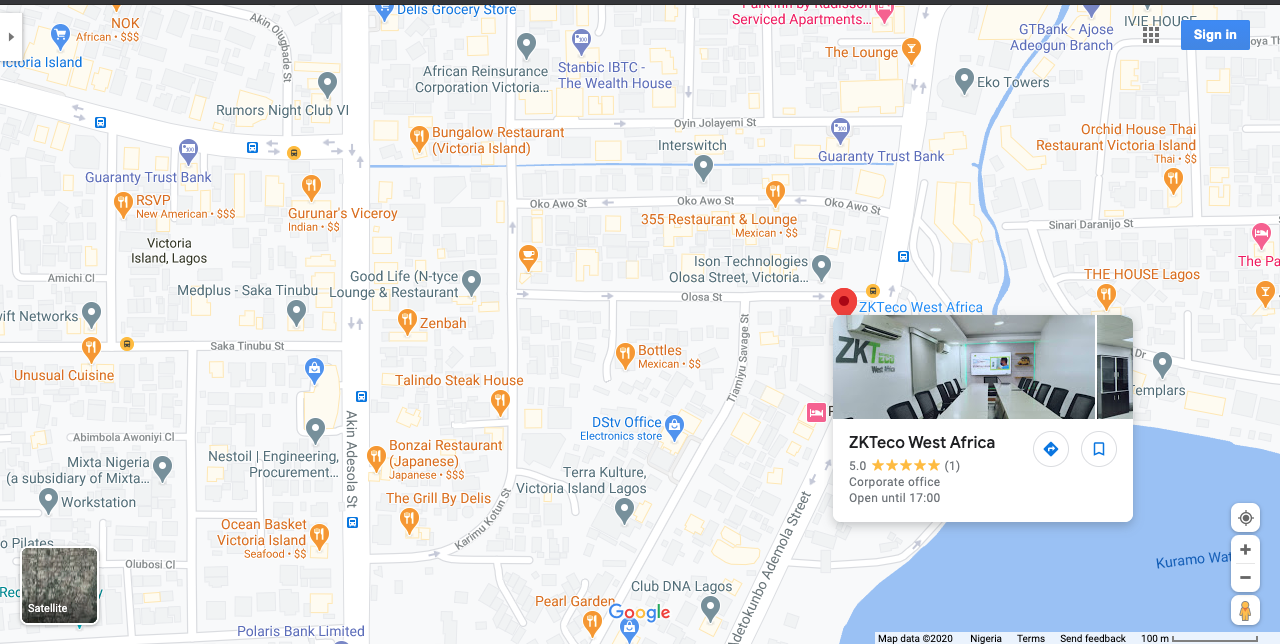 Delis Grocery Store
NOK
African • $$$
Victoria Island
Akin Olugbade St
Rumors Night Club VI
African Reinsurance
Corporation Victoria...
Stanbic IBTC -
The Wealth House
Park Inn by Radisson
Serviced Apartments...
The Lounge
GTBank - Ajose
Adeogun Branch
IVIE HOUSE
Sign in
Eko Towers
Oyin Jolayemi St
Bungalow Restaurant
(Victoria Island)
Interswitch
Guaranty Trust Bank
Orchid House Thai
Restaurant Victoria Island
Thai • $$
Guaranty Trust Bank
RSVP
New American • $$$
Gurunar's Viceroy
Indian • $$
Oko Awo St
Oko Awo St
Oko Awo St
355 Restaurant & Lounge
Mexican • $$
Sinari Daranijo St
Victoria
Island, Lagos
Ison Technologies
Olosa Street, Victoria...
The Pa
Amichi Cl
Good Life (N-tyce
Lounge & Restaurant
Medplus - Saka Tinubu
THE HOUSE Lagos
Olosa St
ZKTeco West Africa
ift Networks
Zenbah
Saka Tinubu St
Tiamiyu Savage St
Bottles
Mexican • $$
ZKTeco
West Africa
Dr
Templars
Unusual Cuisine
Talindo Steak House
DStv Office
Electronics store
Akin Adesola St
Abimbola Awoniyi Cl
Nestoil | Engineering,
Procurement...
Bonzai Restaurant
(Japanese)
Japanese • $$$
ZKTeco West Africa
5.0 ★★★★★ (1)
Corporate office
Open until 17:00
Mixta Nigeria
(a subsidiary of Mixta...
Workstation
Terra Kulture,
Victoria Island Lagos
The Grill By Delis
Karimu Kotun St
Adetokunbo Ademola Street
Ocean Basket
Victoria Island
Seafood • $$
o Pilates
Olubosi Cl
Kuramo Wat
Satellite
Club DNA Lagos
Pearl Garden
Google
Polaris Bank Limited
Map data ©2020 Nigeria Terms Send feedback 100 m